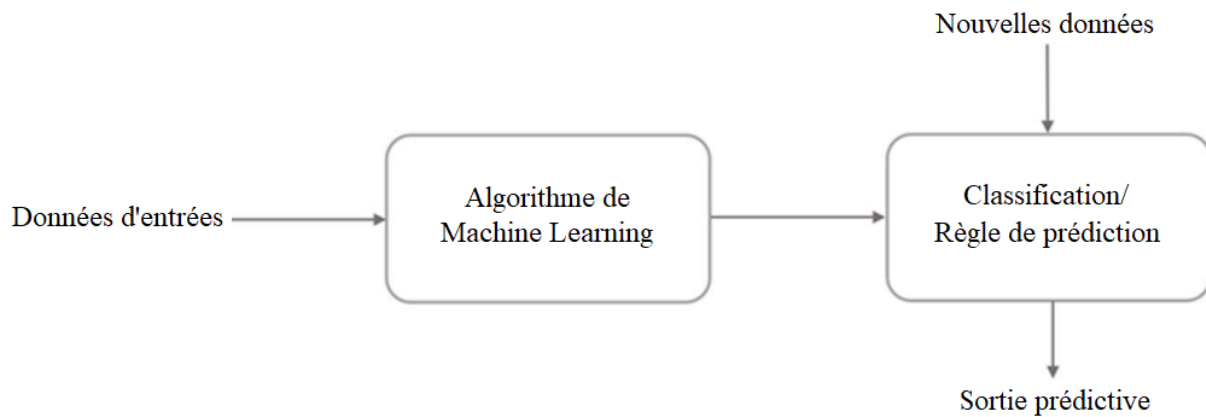 Nouvelles données
Données d'entrées
Algorithme de
Machine Learning
Classification/
Règle de prédiction
Sortie prédictive